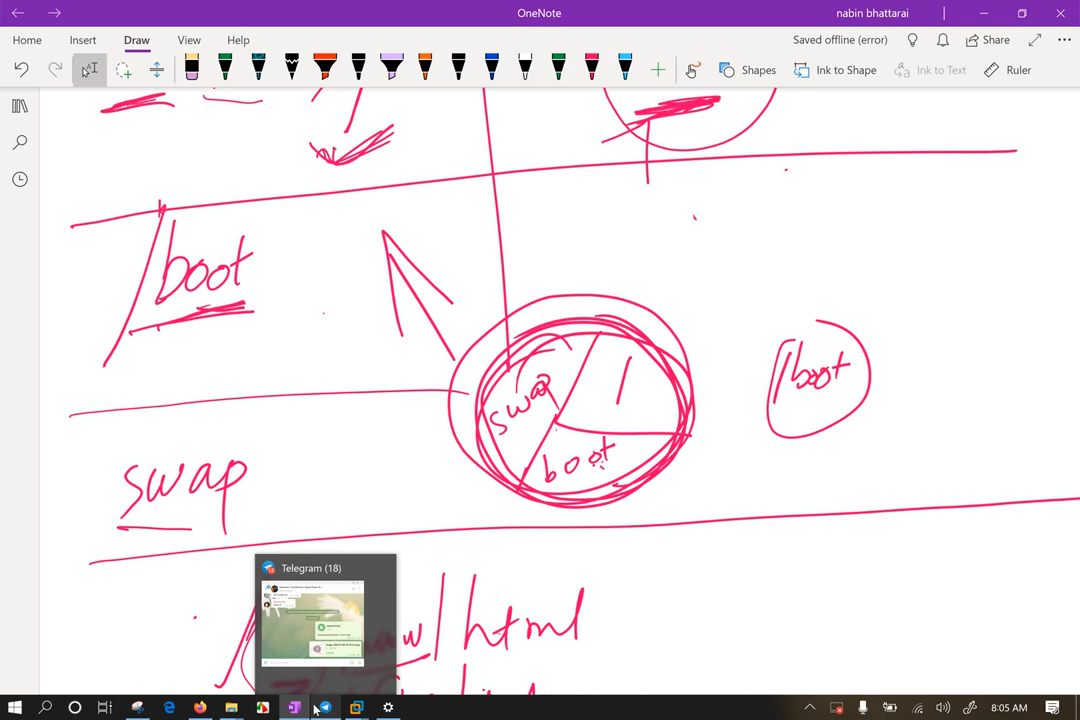 OneNote
nabin bhattarai
Home
Insert
Draw
View
Help
Saved offline (error)
Share
Shapes
Ink to Shape
Ink to Text
Ruler
/boot
swap
/
boot
/boot
swap
Telegram (18)
/html
8:05 AM